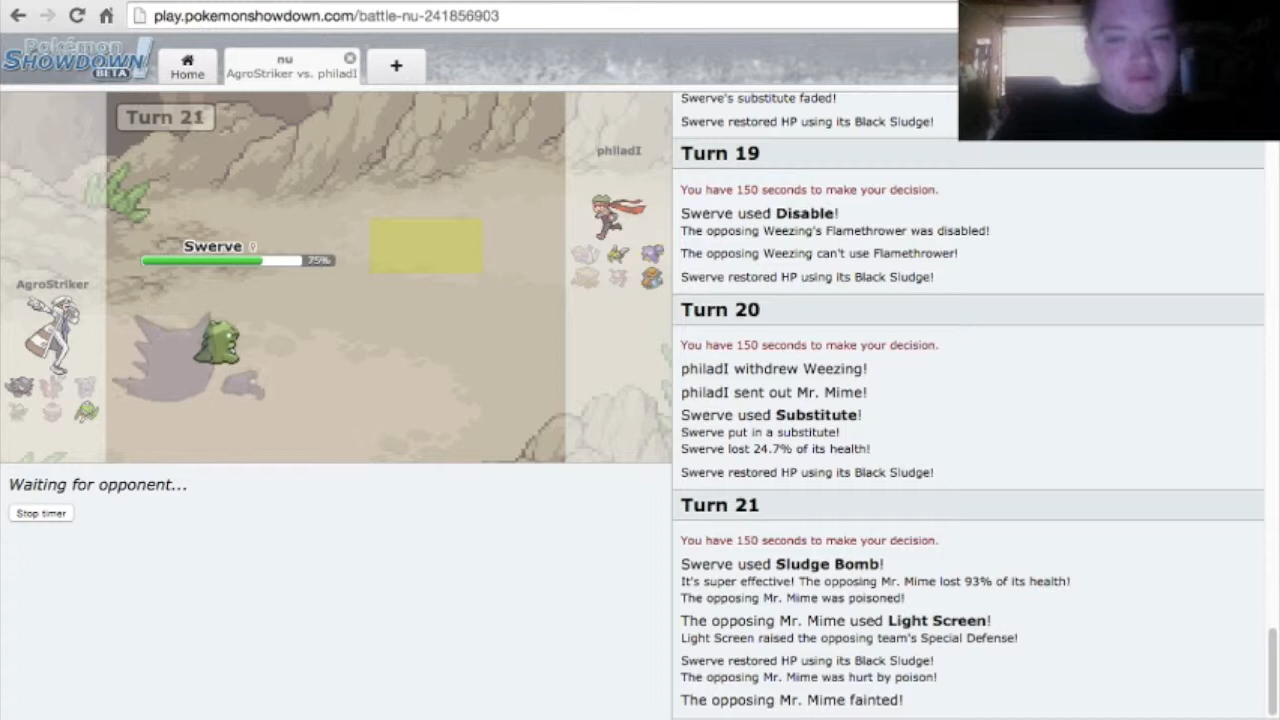 play.pokemonshowdown.com/battle-nu-241856903
Pokémon
SHOWDOWN!
BETA
Home
nu
AgroStriker vs. philadI
+
Turn 21
philadI
Swerve ♀
75%
AgroStriker
Waiting for opponent...
Stop timer
Swerve's substitute faded!
Swerve restored HP using its Black Sludge!
Turn 19
You have 150 seconds to make your decision.
Swerve used Disable!
The opposing Weezing's Flamethrower was disabled!
The opposing Weezing can't use Flamethrower!
Swerve restored HP using its Black Sludge!
Turn 20
You have 150 seconds to make your decision.
philadI withdrew Weezing!
philadI sent out Mr. Mime!
Swerve used Substitute!
Swerve put in a substitute!
Swerve lost 24.7% of its health!
Swerve restored HP using its Black Sludge!
Turn 21
You have 150 seconds to make your decision.
Swerve used Sludge Bomb!
It's super effective! The opposing Mr. Mime lost 93% of its health!
The opposing Mr. Mime was poisoned!
The opposing Mr. Mime used Light Screen!
Light Screen raised the opposing team's Special Defense!
Swerve restored HP using its Black Sludge!
The opposing Mr. Mime was hurt by poison!
The opposing Mr. Mime fainted!